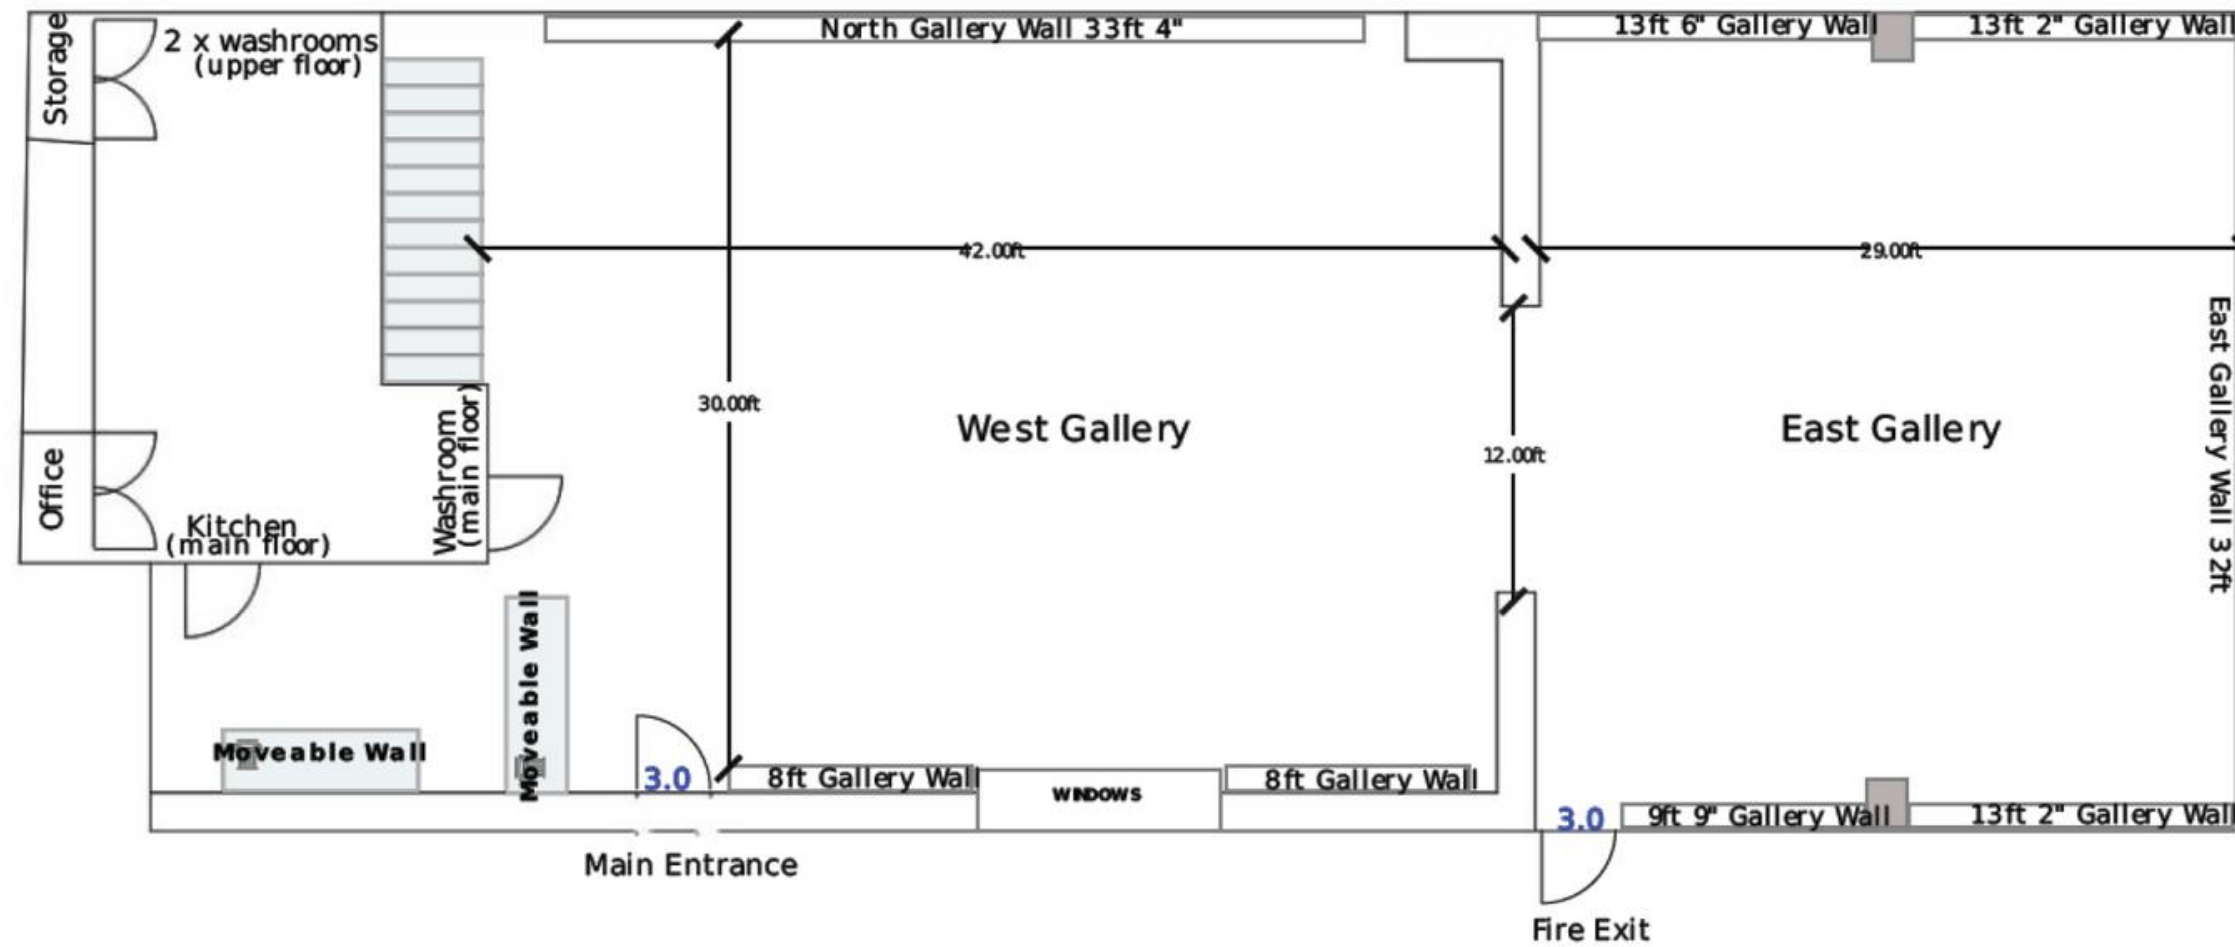 North Gallery Wall 33ft 4"
13ft 6" Gallery Wall
13ft 2" Gallery Wall
Storage
2 x washrooms
(upper floor)
42.00ft
29.00ft
East Gallery Wall 32ft
30.00ft
West Gallery
12.00ft
East Gallery
Office
Kitchen
(main floor)
Washroom
(main floor)
Moveable Wall
Moveable Wall
3.0
8ft Gallery Wall
WINDOWS
8ft Gallery Wall
3.0
9ft 9" Gallery Wall
13ft 2" Gallery Wall
Main Entrance
Fire Exit